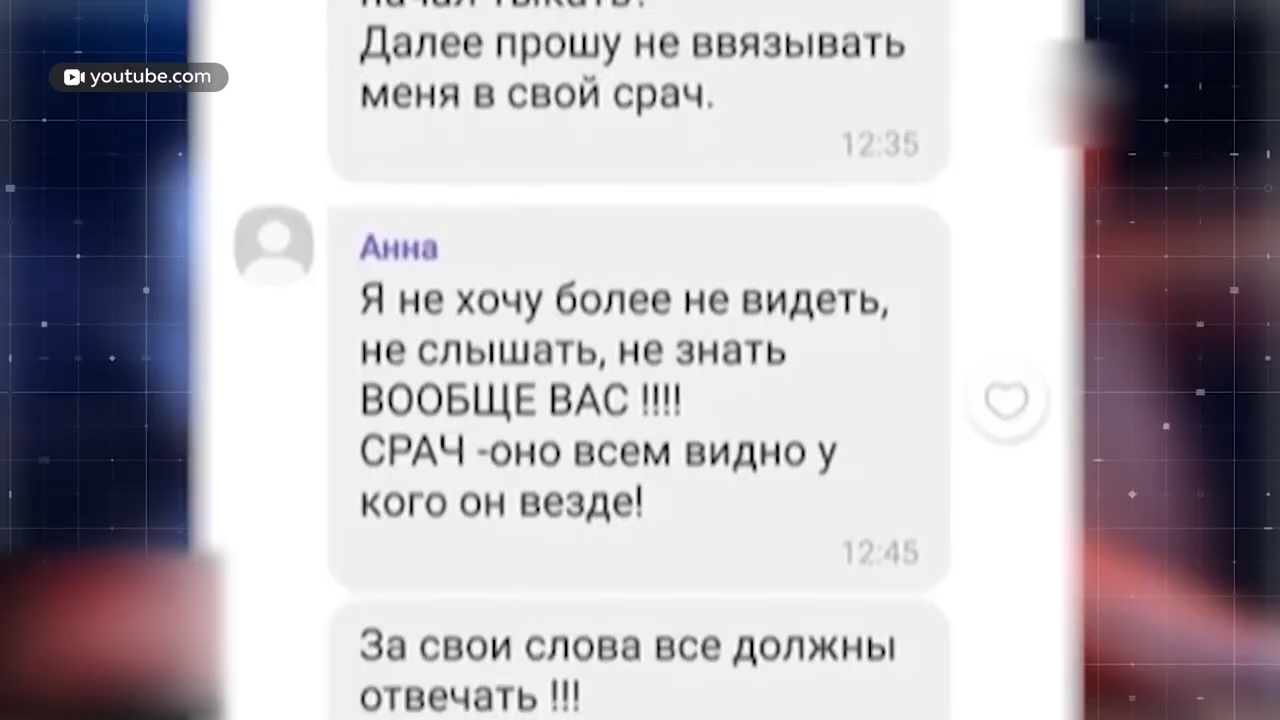 youtube.com
начал тыкать?
Далее прошу не ввязывать
меня в свой срач.
12:35
Анна
Я не хочу более не видеть,
не слышать, не знать
ВООБЩЕ ВАС !!!!
СРАЧ -оно всем видно у
кого он везде!
12:45
За свои слова все должны
отвечать !!!